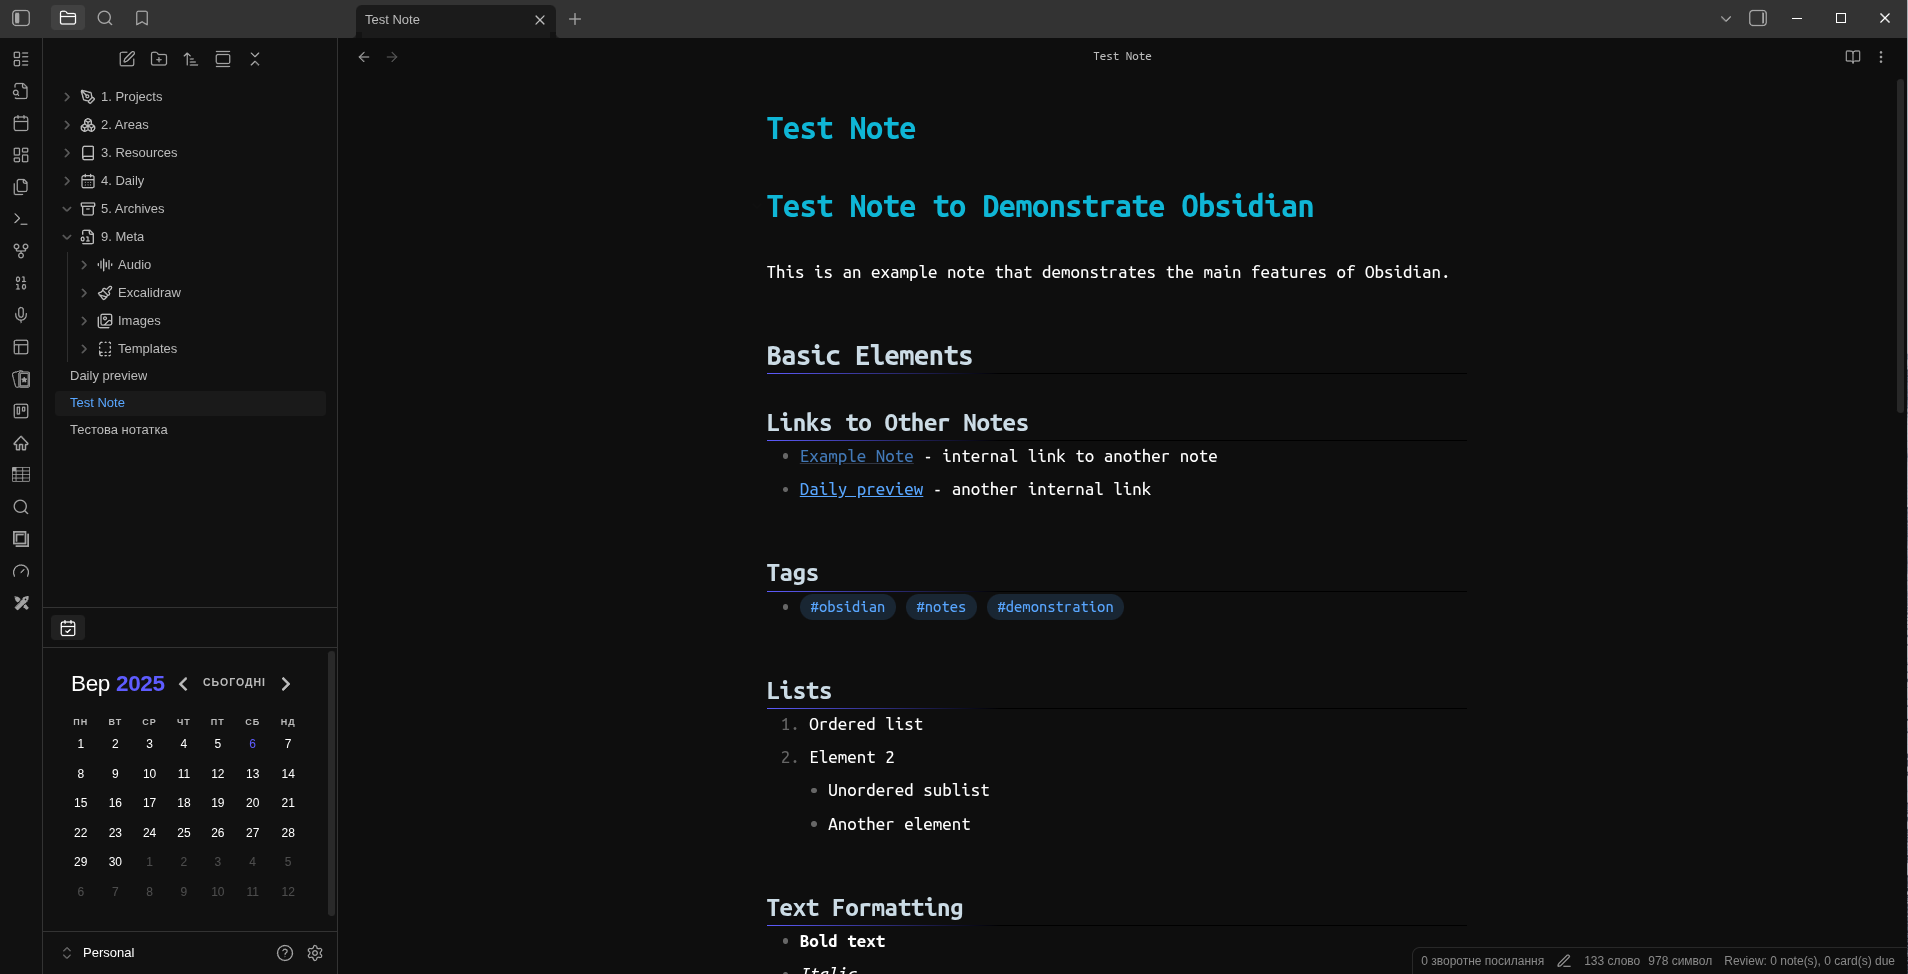 Test Note
Test Note
1. Projects
2. Areas
3. Resources
4. Daily
5. Archives
9. Meta
Audio
Excalidraw
Images
Templates
Daily preview
Test Note
Тестова нотатка
Вер 2025
СЬОГОДНІ
ПН ВТ СР ЧТ ПТ СБ НД
1 2 3 4 5 6 7
8 9 10 11 12 13 14
15 16 17 18 19 20 21
22 23 24 25 26 27 28
29 30 1 2 3 4 5
6 7 8 9 10 11 12
Personal
Test Note
Test Note to Demonstrate Obsidian
This is an example note that demonstrates the main features of Obsidian.
Basic Elements
Links to Other Notes
Example Note - internal link to another note
Daily preview - another internal link
Tags
#obsidian #notes #demonstration
Lists
1. Ordered list
2. Element 2
Unordered sublist
Another element
Text Formatting
Bold text
Italic
0 зворотне посилання 133 слово 978 символ Review: 0 note(s), 0 card(s) due